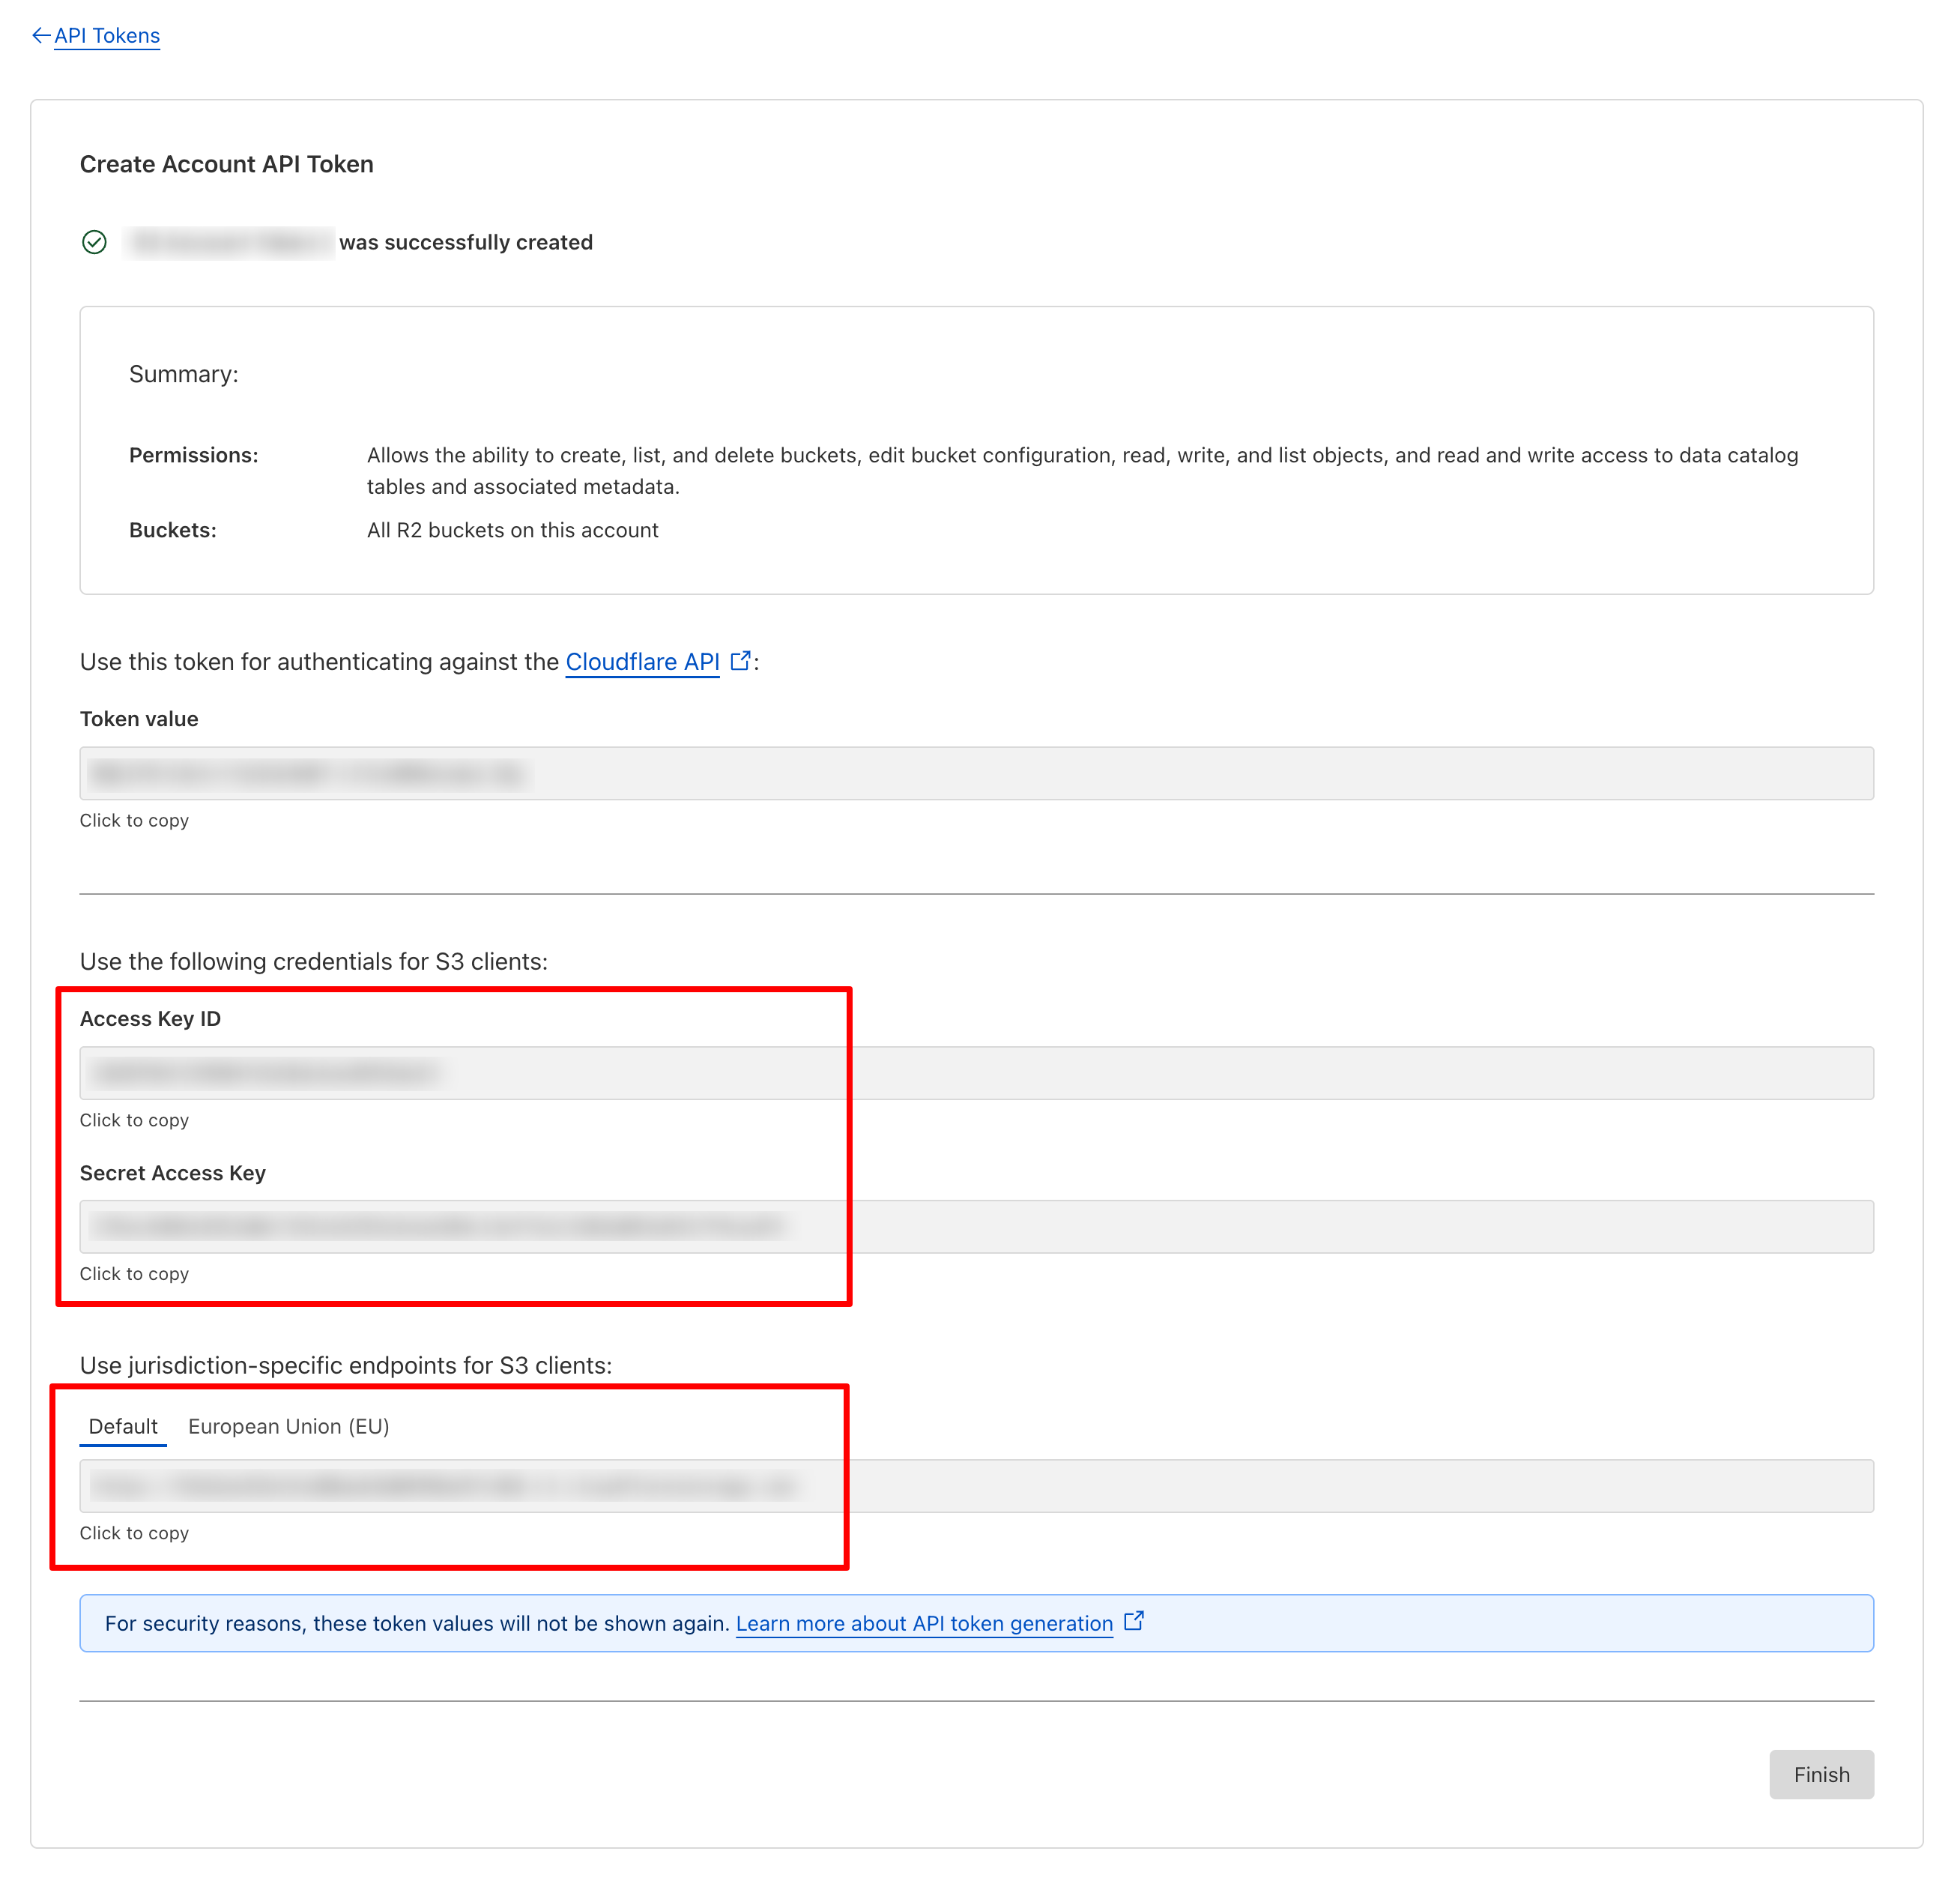 API Tokens
Create Account API Token
was successfully created
Summary:
Permissions: Allows the ability to create, list, and delete buckets, edit bucket configuration, read, write, and list objects, and read and write access to data catalog
tables and associated metadata.
Buckets: All R2 buckets on this account
Use this token for authenticating against the Cloudflare API :
Token value
Click to copy
Use the following credentials for S3 clients:
Access Key ID
Click to copy
Secret Access Key
Click to copy
Use jurisdiction-specific endpoints for S3 clients:
Default European Union (EU)
Click to copy
For security reasons, these token values will not be shown again. Learn more about API token generation
Finish